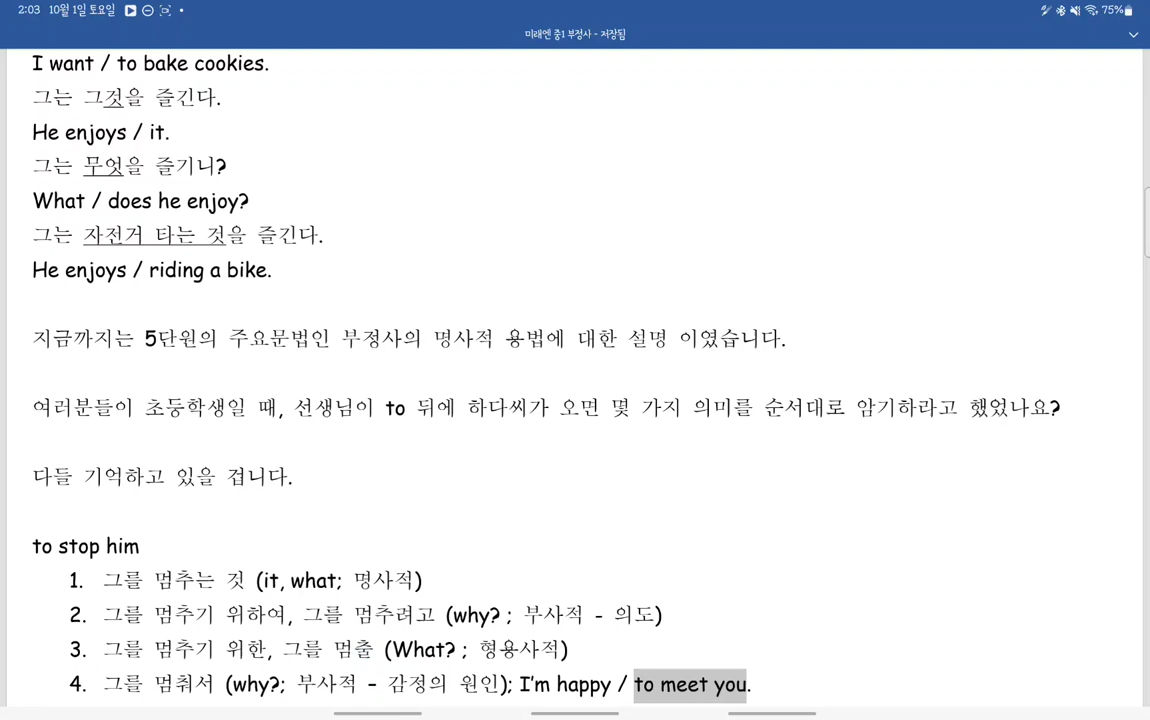 2:03 10월 1일 토요일
75%
미래엔 중1 부정사 - 저장됨
I want / to bake cookies.
그는 그것을 즐긴다.
He enjoys / it.
그는 무엇을 즐기니?
What / does he enjoy?
그는 자전거 타는 것을 즐긴다.
He enjoys / riding a bike.
지금까지는 5단원의 주요문법인 부정사의 명사적 용법에 대한 설명 이였습니다.
여러분들이 초등학생일 때, 선생님이 to 뒤에 하다씨가 오면 몇 가지 의미를 순서대로 암기하라고 했었나요?
다들 기억하고 있을 겁니다.
to stop him
1. 그를 멈추는 것 (it, what; 명사적)
2. 그를 멈추기 위하여, 그를 멈추려고 (why? ; 부사적 - 의도)
3. 그를 멈추기 위한, 그를 멈출 (What? ; 형용사적)
4. 그를 멈춰서 (why?; 부사적 – 감정의 원인); I'm happy / to meet you.